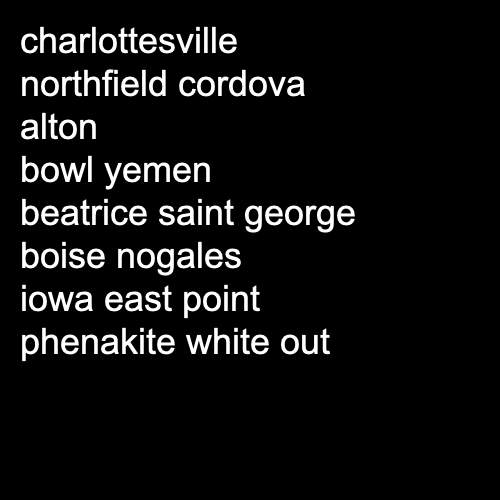 charlottesville
northfield cordova
alton
bowl yemen
beatrice saint george
boise nogales
iowa east point
phenakite white out